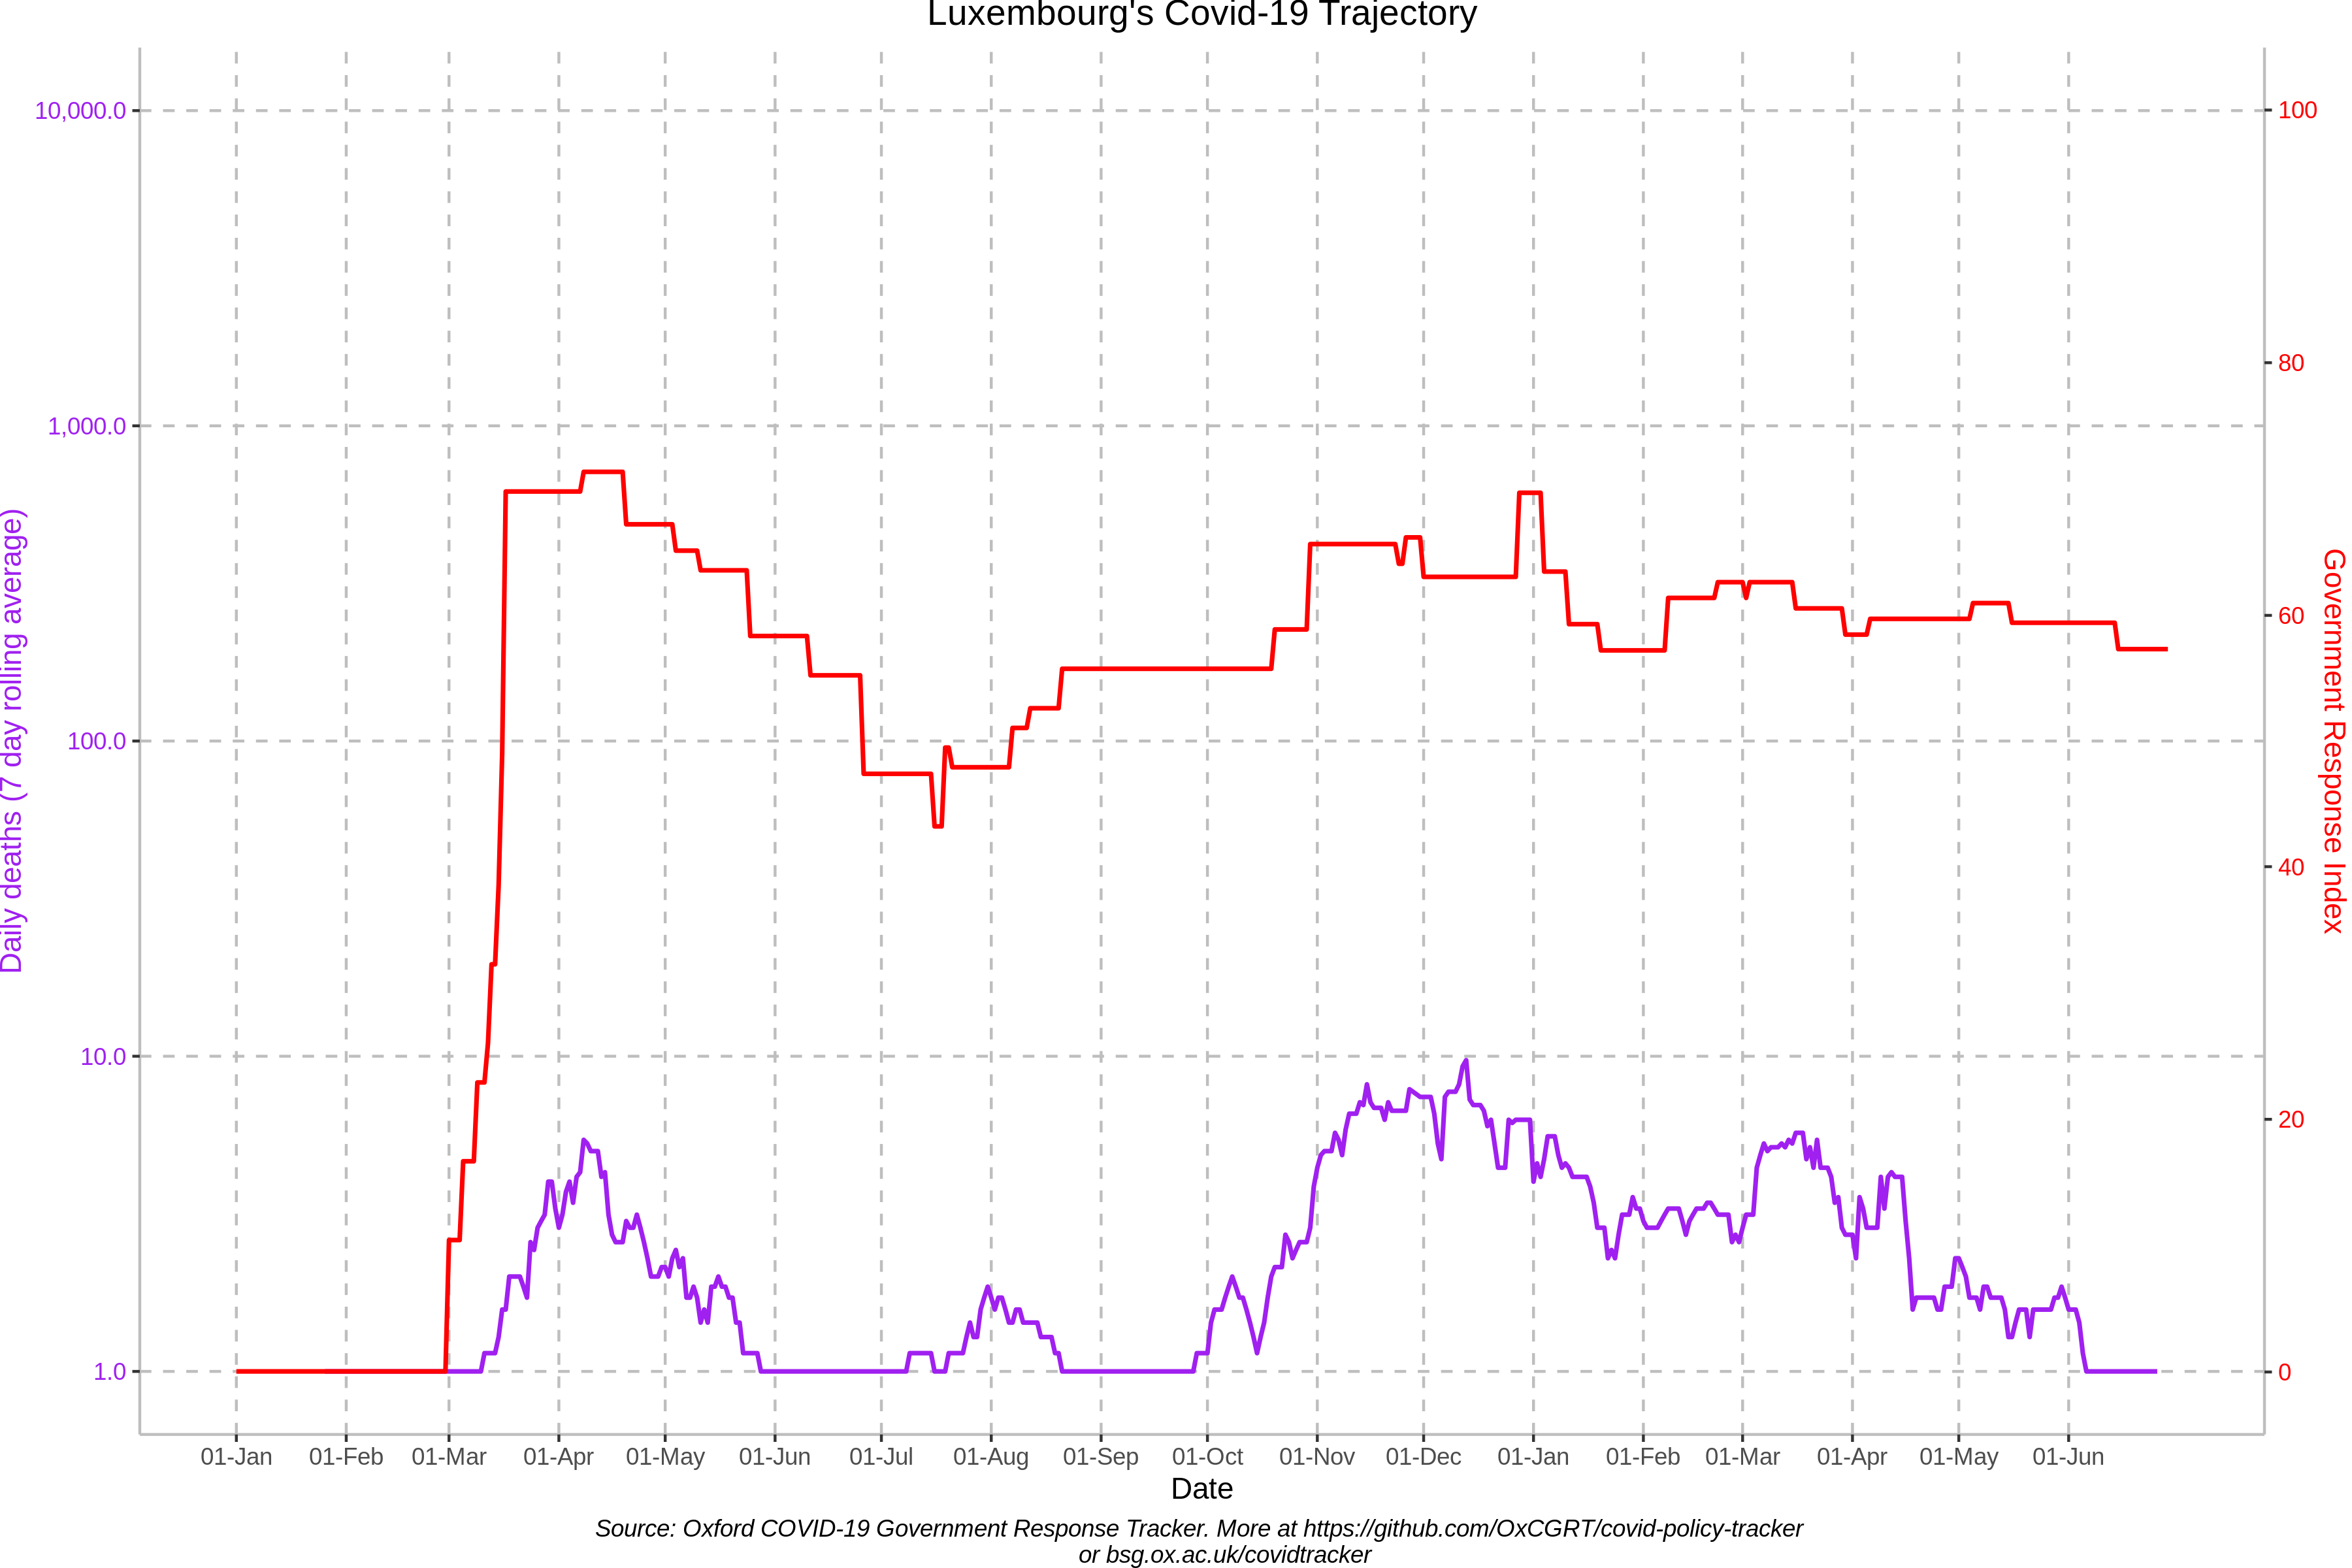 Luxembourg's Covid-19 Trajectory
10,000.0
1,000.0
100.0
10.0
1.0
Daily deaths (7 day rolling average)
100
80
60
40
20
0
Government Response Index
01-Jan 01-Feb 01-Mar 01-Apr 01-May 01-Jun 01-Jul 01-Aug 01-Sep 01-Oct 01-Nov 01-Dec 01-Jan 01-Feb 01-Mar 01-Apr 01-May 01-Jun
Date
Source: Oxford COVID-19 Government Response Tracker. More at https://github.com/OxCGRT/covid-policy-tracker
or bsg.ox.ac.uk/covidtracker